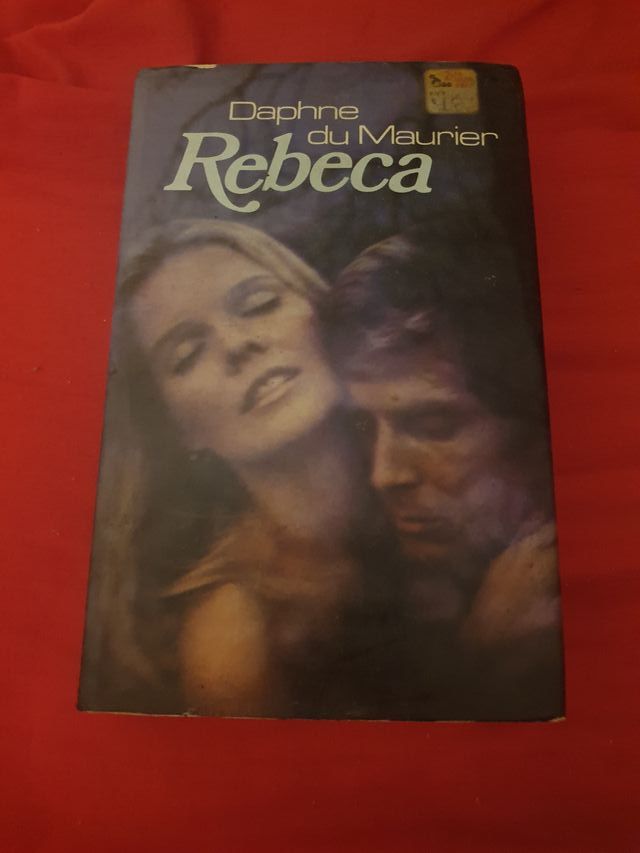 Daphne
du Maurier
Rebeca